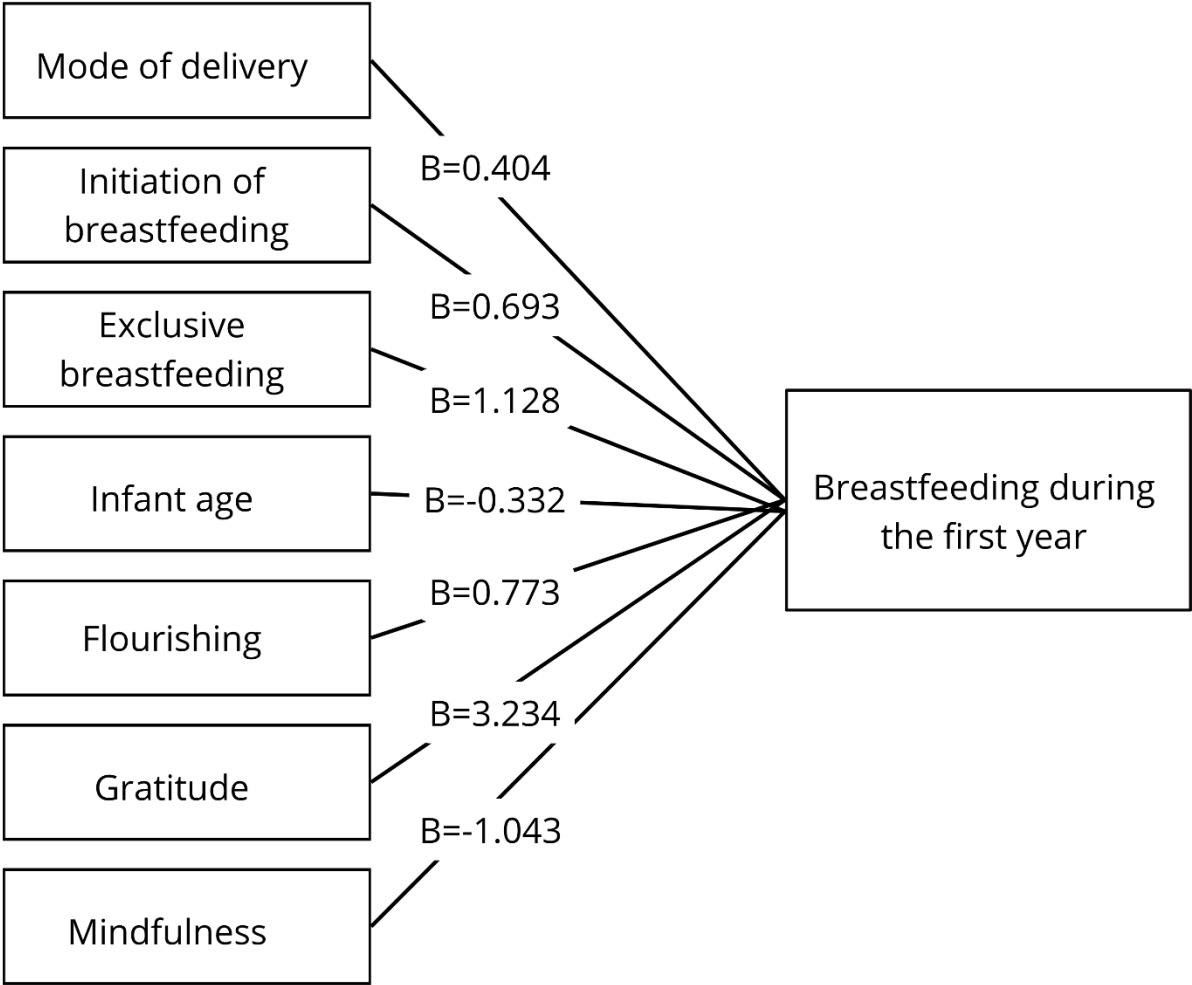 Mode of delivery
B=0.404
Initiation of
breastfeeding
B=0.693
Exclusive
breastfeeding
B=1.128
Infant age
B=-0.332
Breastfeeding during
the first year
Flourishing
B=0.773
Gratitude
B=3.234
Mindfulness
B=-1.043